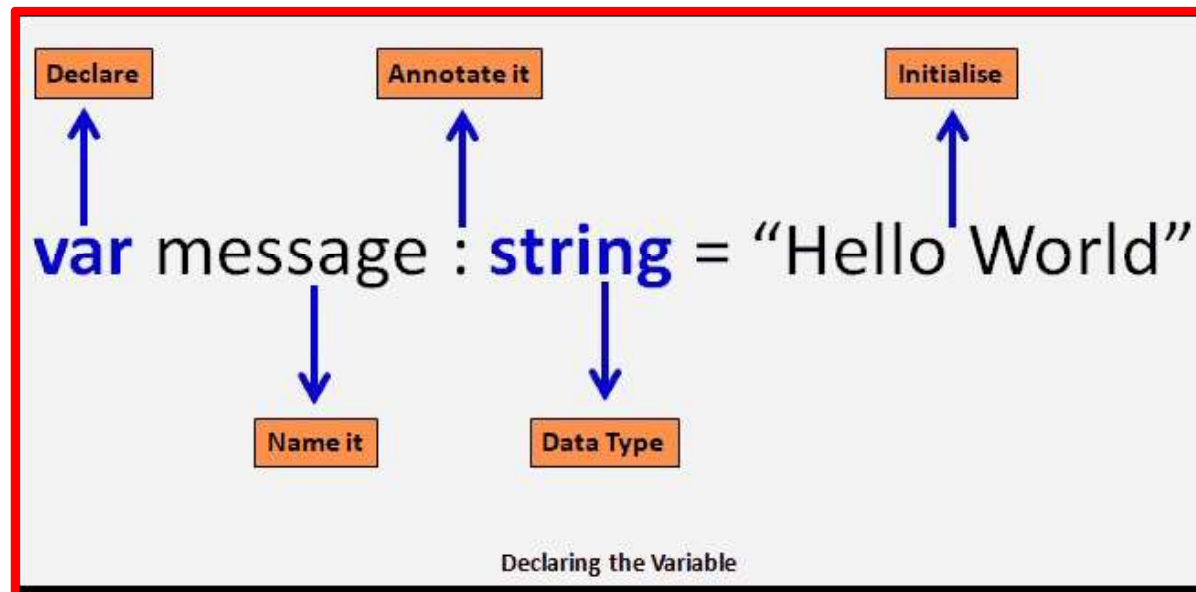 Declare Annotate it Initialise
var message : string = “Hello World”
Name it Data Type
Declaring the Variable